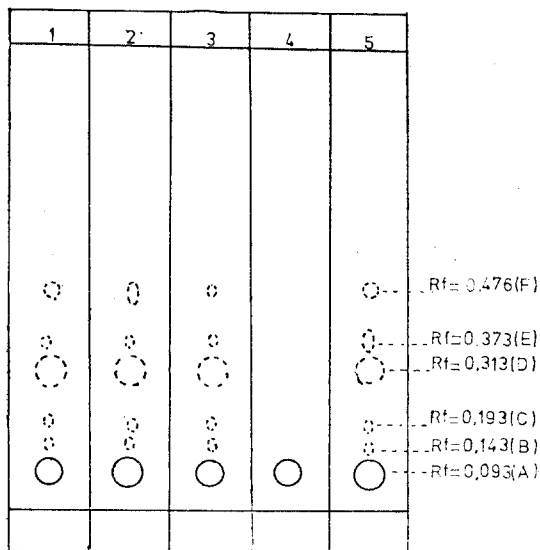 1 2 3 4 5
Rf=0,476(F)
Rf=0,373(E)
Rf=0,313(D)
Rf=0,193(C)
Rf=0,143(B)
Rf=0,093(A)